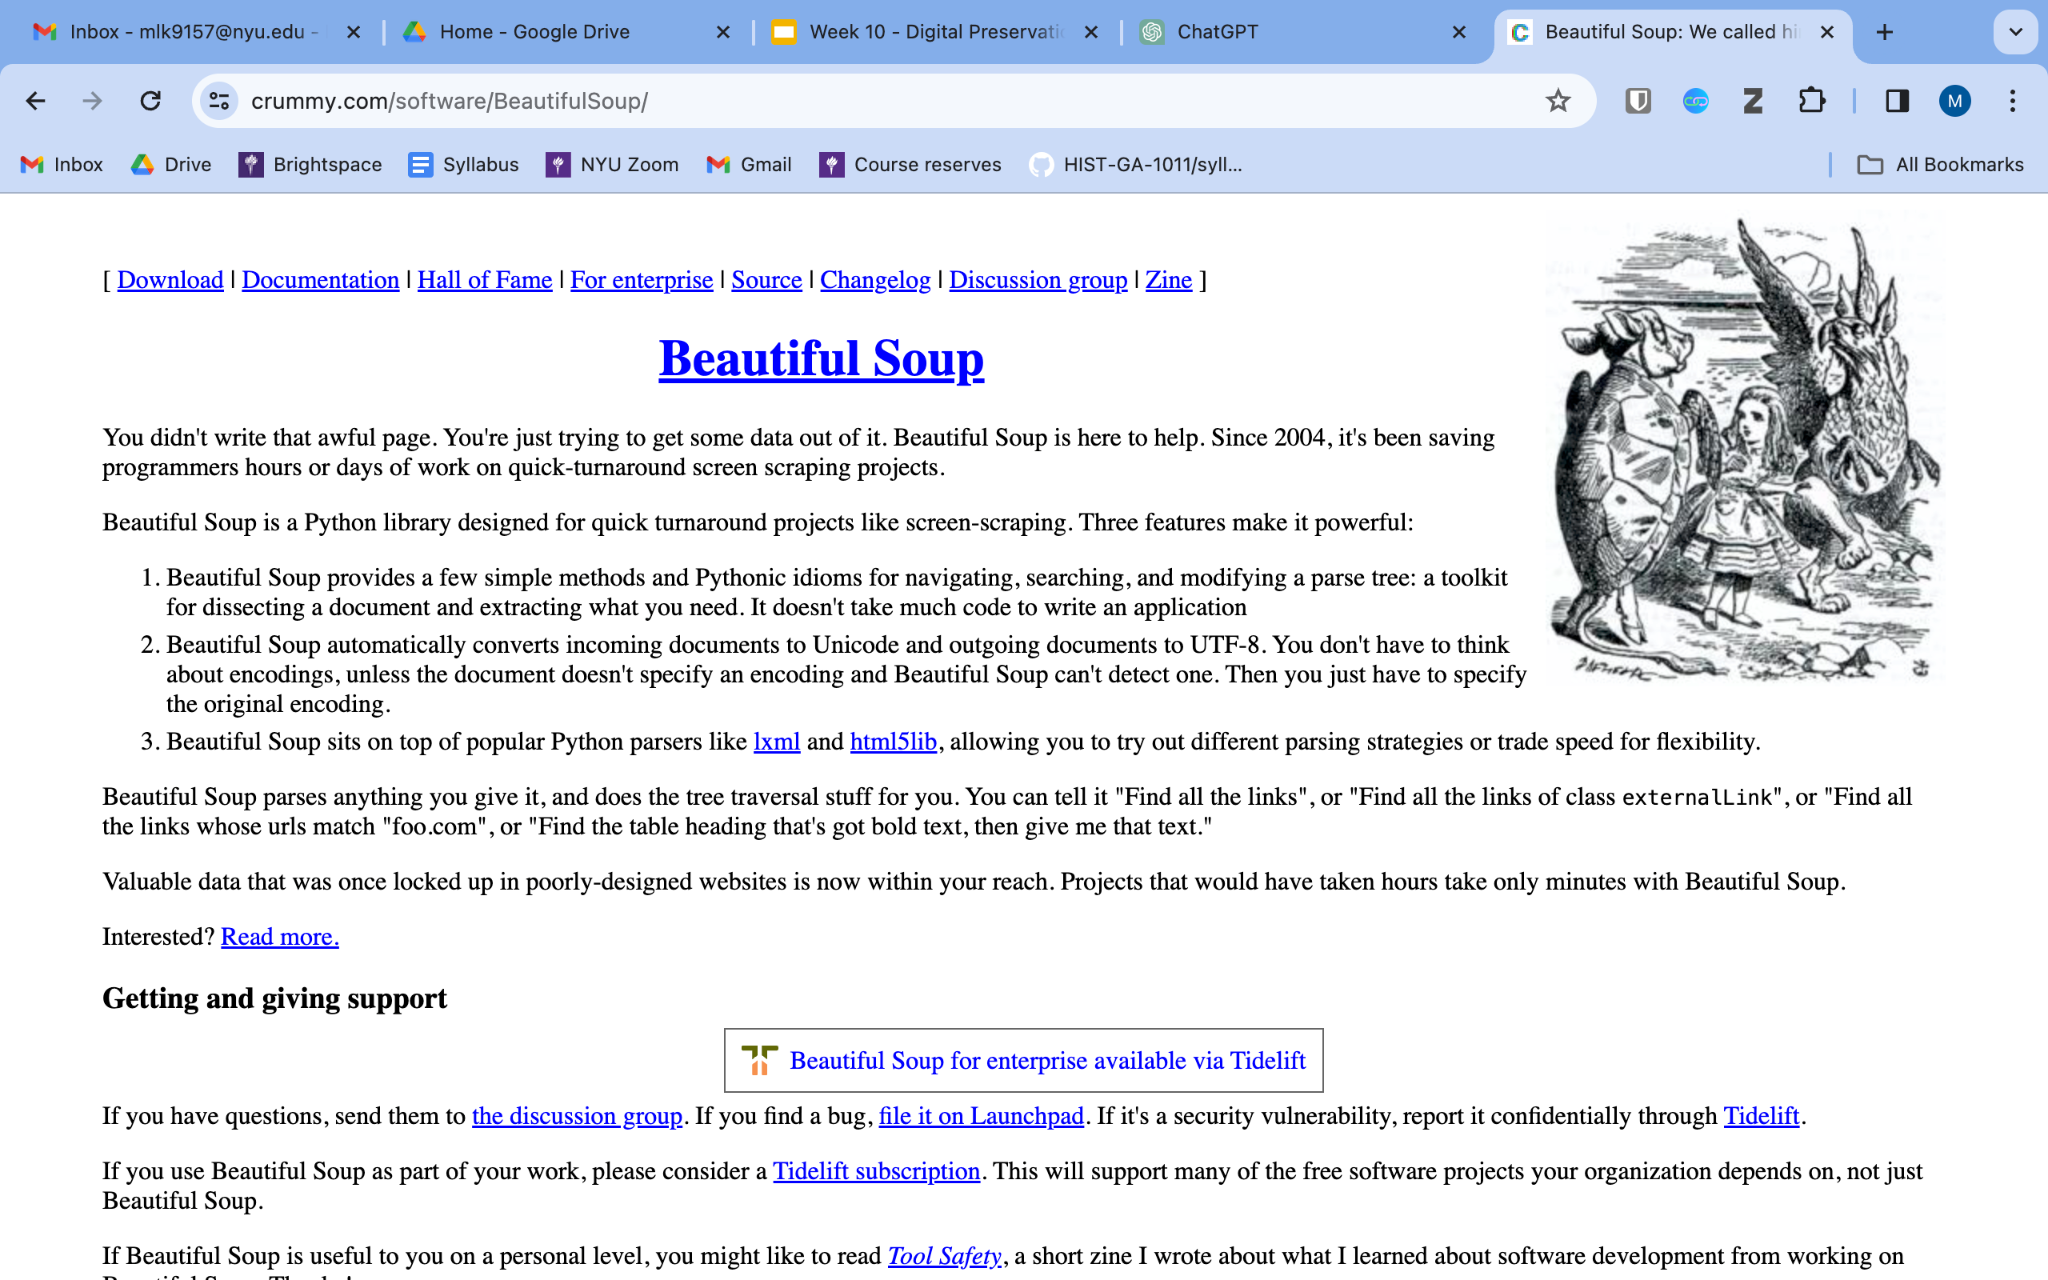 Inbox - mlk9157@nyu.edu -
Home - Google Drive
Week 10 - Digital Preservati
ChatGPT
Beautiful Soup: We called hi
crummy.com/software/BeautifulSoup/
M
Inbox
Drive
Brightspace
Syllabus
NYU Zoom
Gmail
Course reserves
HIST-GA-1011/syll...
All Bookmarks
[ Download | Documentation | Hall of Fame | For enterprise | Source | Changelog | Discussion group | Zine ]
Beautiful Soup
You didn't write that awful page. You're just trying to get some data out of it. Beautiful Soup is here to help. Since 2004, it's been saving
programmers hours or days of work on quick-turnaround screen scraping projects.
Beautiful Soup is a Python library designed for quick turnaround projects like screen-scraping. Three features make it powerful:
1. Beautiful Soup provides a few simple methods and Pythonic idioms for navigating, searching, and modifying a parse tree: a toolkit
for dissecting a document and extracting what you need. It doesn't take much code to write an application
2. Beautiful Soup automatically converts incoming documents to Unicode and outgoing documents to UTF-8. You don't have to think
about encodings, unless the document doesn't specify an encoding and Beautiful Soup can't detect one. Then you just have to specify
the original encoding.
3. Beautiful Soup sits on top of popular Python parsers like lxml and html5lib, allowing you to try out different parsing strategies or trade speed for flexibility.
Beautiful Soup parses anything you give it, and does the tree traversal stuff for you. You can tell it "Find all the links", or "Find all the links of class externalLink", or "Find all
the links whose urls match "foo.com", or "Find the table heading that's got bold text, then give me that text."
Valuable data that was once locked up in poorly-designed websites is now within your reach. Projects that would have taken hours take only minutes with Beautiful Soup.
Interested? Read more.
Getting and giving support
Beautiful Soup for enterprise available via Tidelift
If you have questions, send them to the discussion group. If you find a bug, file it on Launchpad. If it's a security vulnerability, report it confidentially through Tidelift.
If you use Beautiful Soup as part of your work, please consider a Tidelift subscription. This will support many of the free software projects your organization depends on, not just
Beautiful Soup.
If Beautiful Soup is useful to you on a personal level, you might like to read Tool Safety, a short zine I wrote about what I learned about software development from working on